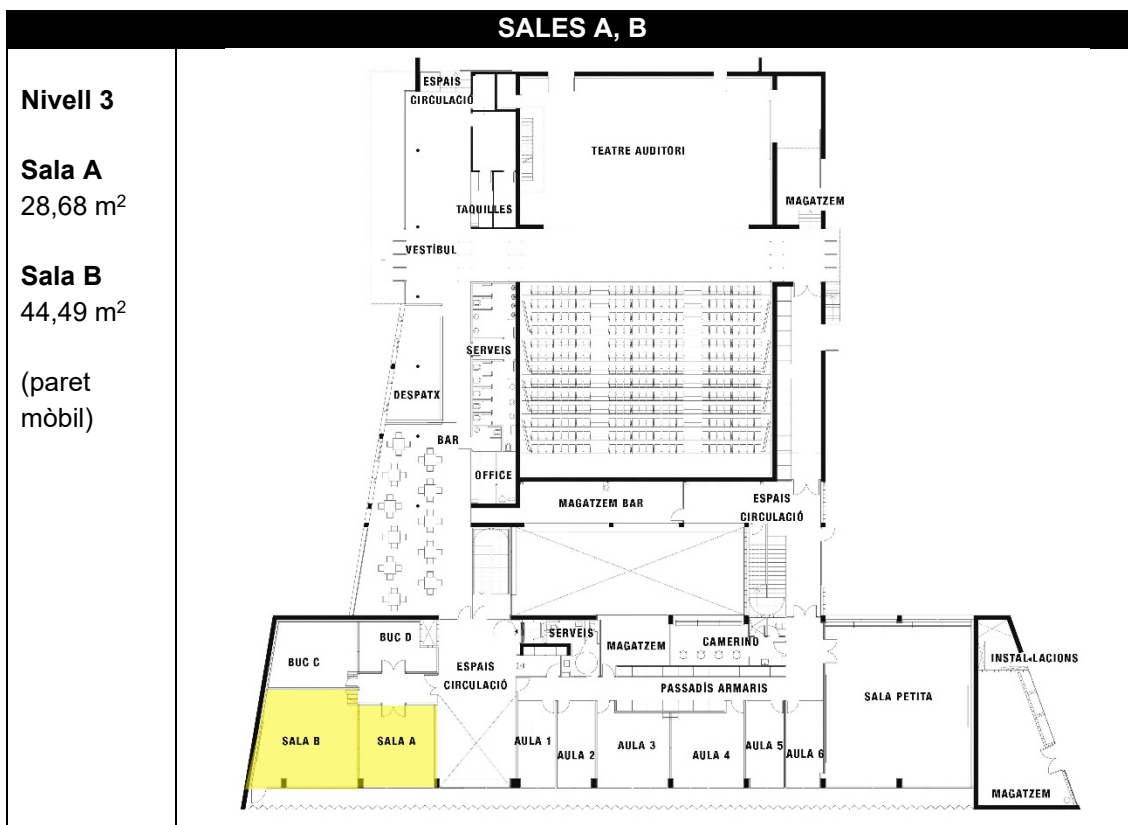 SALES A, B
Nivell 3
Sala A
28,68 m²
Sala B
44,49 m²
(paret
mòbil)
ESPAIS
CIRCULACIÓ
TEATRE AUDITORI
TAQUILLES
MAGATZEM
VESTÍBUL
SERVEIS
DESPATX
BAR
OFFICE
MAGATZEM BAR
ESPAIS
CIRCULACIÓ
BUC D
SERVEIS
MAGATZEM
CAMERINO
BUC C
ESPAIS
CIRCULACIÓ
INSTAL·LACIONS
PASSADÍS ARMARIS
SALA PETITA
SALA B
SALA A
AULA 1
AULA 2
AULA 3
AULA 4
AULA 5
AULA 6
MAGATZEM